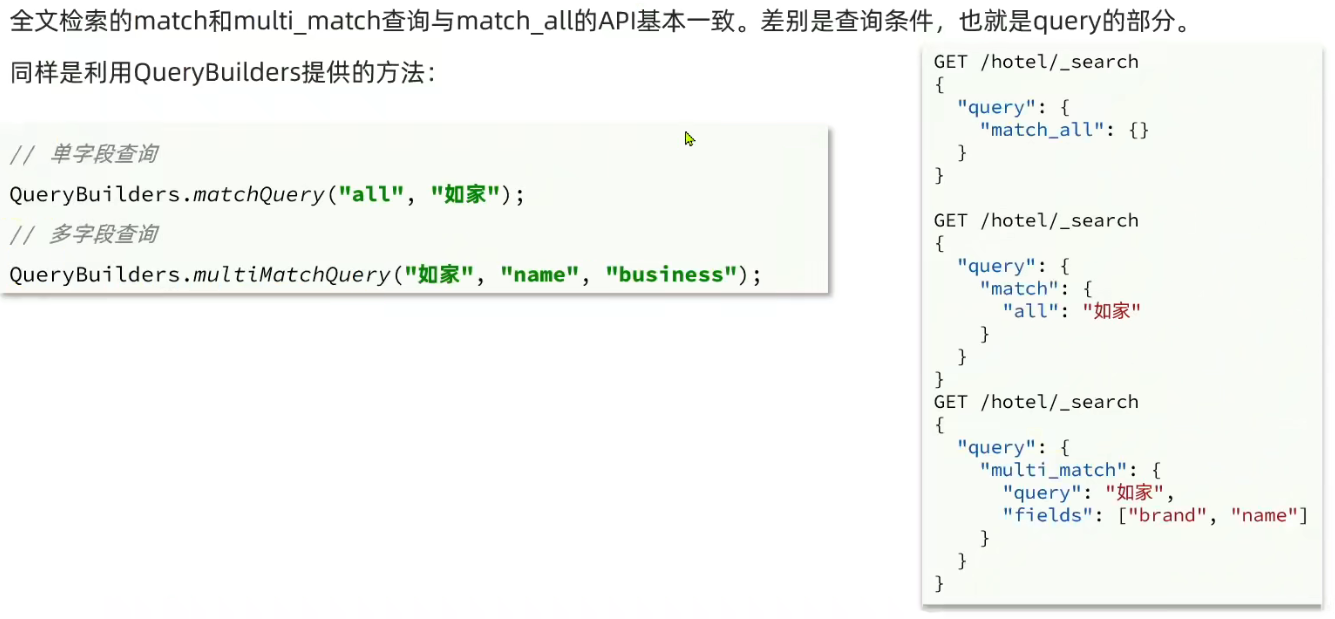 全文检索的match和multi_match查询与match_all的API基本一致。差别是查询条件，也就是query的部分。
同样是利用QueryBuilders提供的方法：
// 单字段查询
QueryBuilders.matchQuery("all", "如家");
// 多字段查询
QueryBuilders.multiMatchQuery("如家", "name", "business");
GET /hotel/_search
{
  "query": {
    "match_all": {}
  }
}
GET /hotel/_search
{
  "query": {
    "match": {
      "all": "如家"
    }
  }
}
GET /hotel/_search
{
  "query": {
    "multi_match": {
      "query": "如家",
      "fields": ["brand", "name"]
    }
  }
}